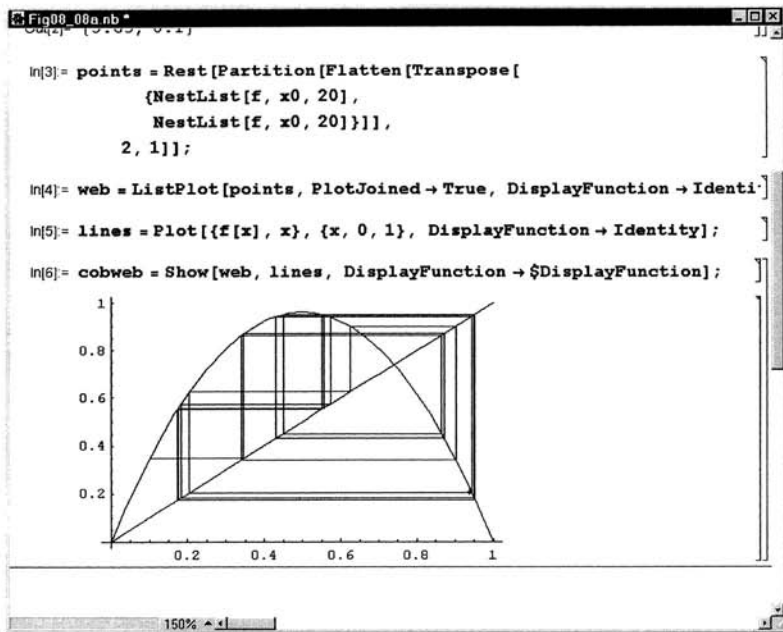 Fig08_08a.nb *
In[3]:= points = Rest[Partition[Flatten[Transpose[
{NestList[f, x0, 20],
NestList[f, x0, 20]}]],
2, 1]];
In[4]:= web = ListPlot[points, PlotJoined → True, DisplayFunction → Identi
In[5]:= lines = Plot[{f[x], x}, {x, 0, 1}, DisplayFunction → Identity];
In[6]:= cobweb = Show[web, lines, DisplayFunction → $DisplayFunction];
1
0.8
0.6
0.4
0.2
0.2 0.4 0.6 0.8 1
150%